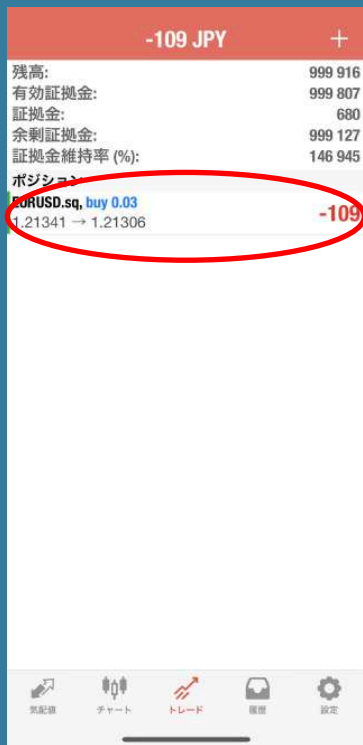 -109 JPY +
残高: 999 916
有効証拠金: 999 807
証拠金: 680
余剰証拠金: 999 127
証拠金維持率 (%): 146 945
ポジション
EURUSD.sq, buy 0.03
1.21341 → 1.21306
-109
気配値 チャート トレード 履歴 設定